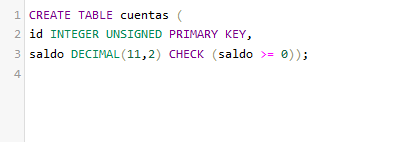 1 CREATE TABLE cuentas (
2 id INTEGER UNSIGNED PRIMARY KEY,
3 saldo DECIMAL(11,2) CHECK (saldo >= 0));
4